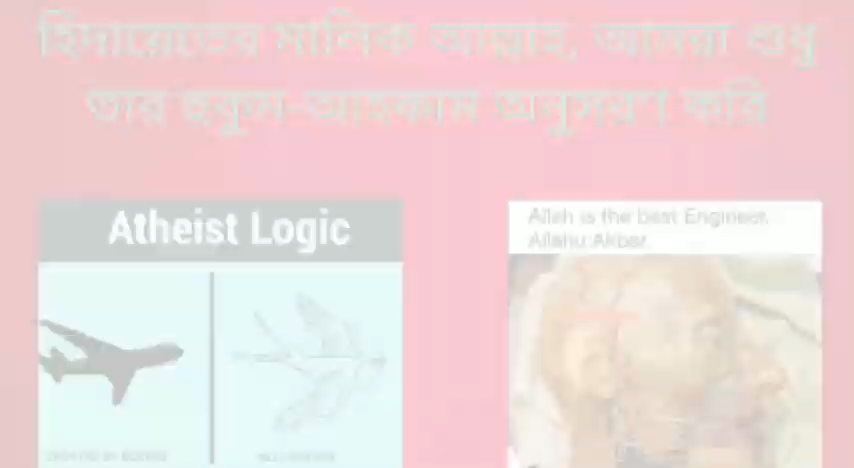 হিদায়েতের মালিক আল্লাহ, আমরা শুধু
তার হুকুম-আহকাম অনুসরণ করি
Atheist Logic
Allah is the best Engineer.
Allahu Akbar.